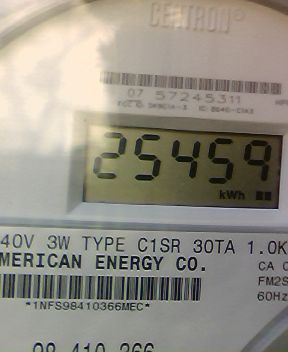 CENTRON®
07 57245311
25459
kWh
40V 3W TYPE C1SR 30TA 1.0K
MERICAN ENERGY CO.
CA 0
FM2S
60Hz
*1NFS98410366MEC*